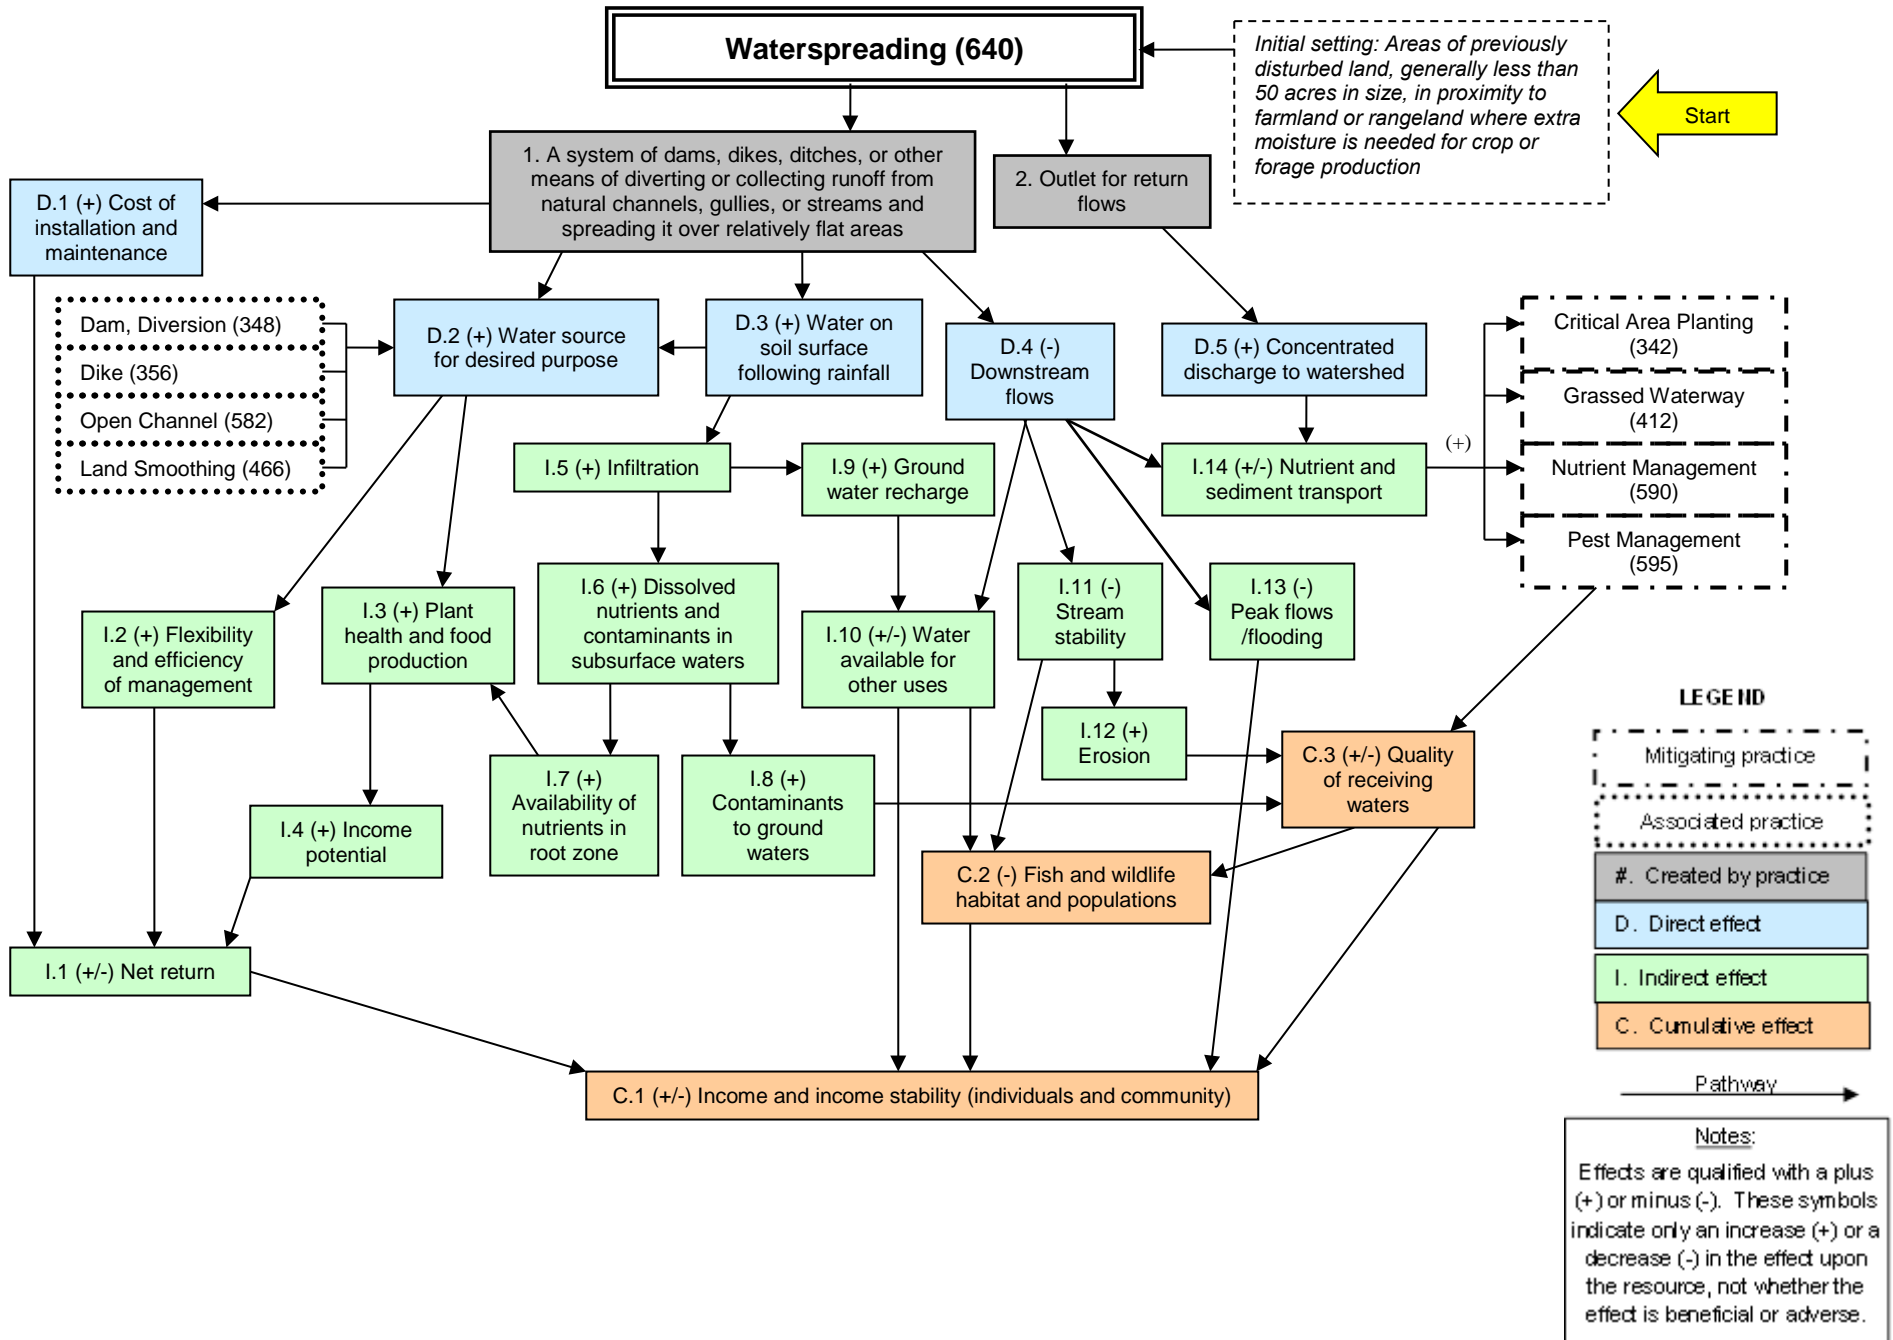 Waterspreading (640)
Initial setting: Areas of previously
disturbed land, generally less than
50 acres in size, in proximity to
farmland or rangeland where extra
moisture is needed for crop or
forage production
Start
1. A system of dams, dikes, ditches, or other
means of diverting or collecting runoff from
natural channels, gullies, or streams and
spreading it over relatively flat areas
2. Outlet for return
flows
D.1 (+) Cost of
installation and
maintenance
Dam, Diversion (348)
Dike (356)
Open Channel (582)
Land Smoothing (466)
D.2 (+) Water source
for desired purpose
D.3 (+) Water on
soil surface
following rainfall
D.4 (-)
Downstream
flows
D.5 (+) Concentrated
discharge to watershed
Critical Area Planting
(342)
Grassed Waterway
(412)
Nutrient Management
(590)
Pest Management
(595)
(+)
I.5 (+) Infiltration
I.9 (+) Ground
water recharge
I.14 (+/-) Nutrient and
sediment transport
I.2 (+) Flexibility
and efficiency
of management
I.3 (+) Plant
health and food
production
I.6 (+) Dissolved
nutrients and
contaminants in
subsurface waters
I.10 (+/-) Water
available for
other uses
I.11 (-)
Stream
stability
I.13 (-)
Peak flows
/flooding
I.12 (+)
Erosion
C.3 (+/-) Quality
of receiving
waters
I.4 (+) Income
potential
I.7 (+)
Availability of
nutrients in
root zone
I.8 (+)
Contaminants
to ground
waters
C.2 (-) Fish and wildlife
habitat and populations
I.1 (+/-) Net return
C.1 (+/-) Income and income stability (individuals and community)
LEGEND
Mitigating practice
Associated practice
#. Created by practice
D. Direct effect
I. Indirect effect
C. Cumulative effect
Pathway
Notes:
Effects are qualified with a plus
(+) or minus (-). These symbols
indicate only an increase (+) or a
decrease (-) in the effect upon
the resource, not whether the
effect is beneficial or adverse.